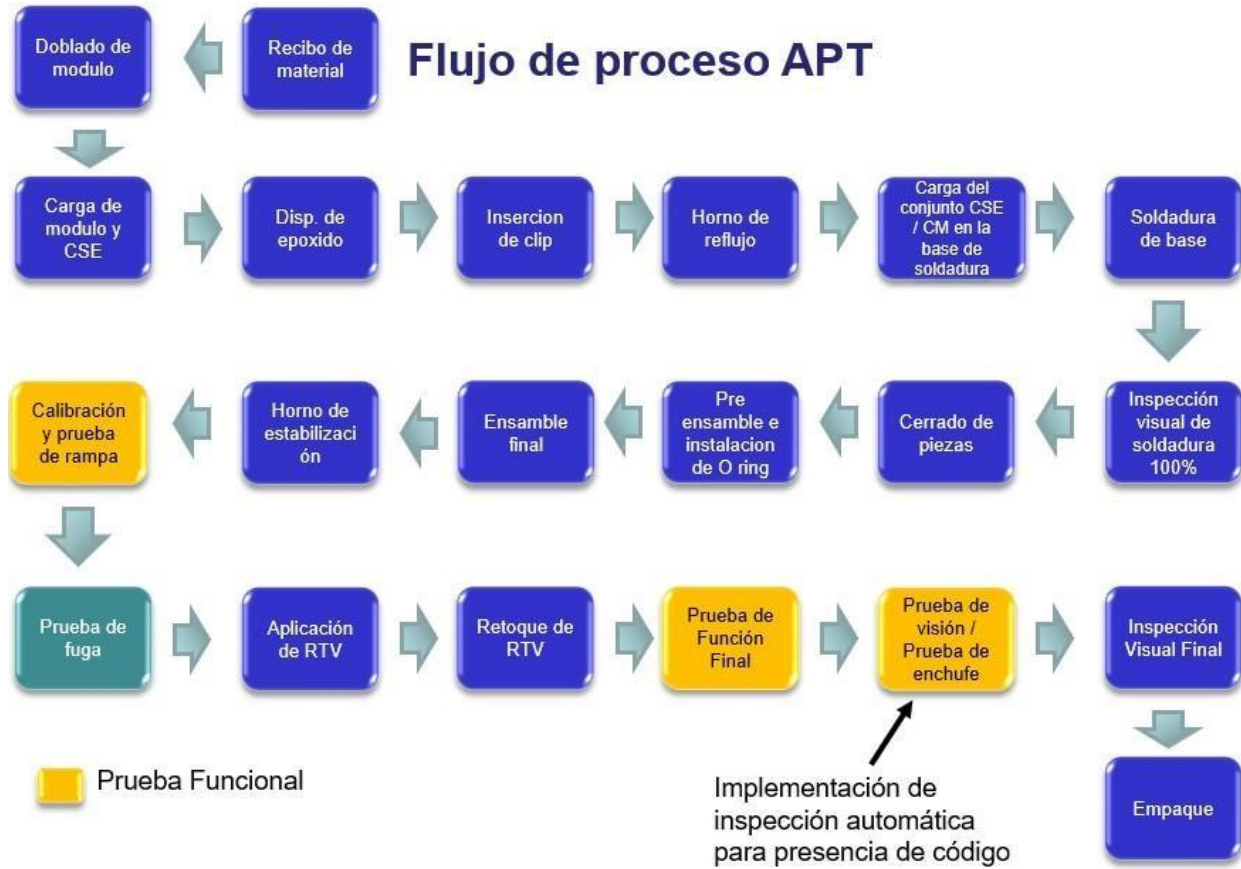 Flujo de proceso APT
Recibo de
material
Doblado de
modulo
Carga de
modulo y
CSE
Disp. de
epoxido
Insercion
de clip
Horno de
reflujo
Carga del
conjunto CSE
/ CM en la
base de
soldadura
Soldadura
de base
Inspección
visual de
soldadura
100%
Cerrado de
piezas
Pre
ensamble e
instalacion
de O ring
Ensamble
final
Horno de
estabilizaci
ón
Calibración
y prueba
de rampa
Prueba de
fuga
Aplicación
de RTV
Retoque de
RTV
Prueba de
Función
Final
Prueba de
visión /
Prueba de
enchufe
Inspección
Visual Final
Empaque
Prueba Funcional
Implementación de
inspección automática
para presencia de código